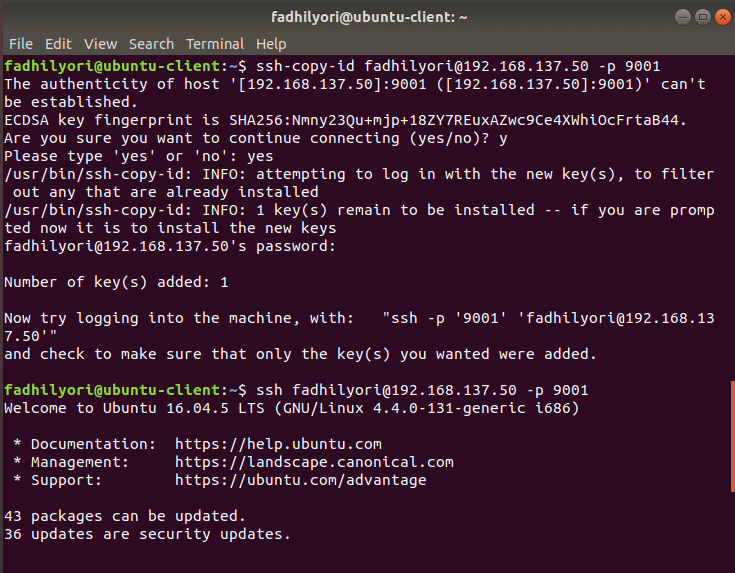 fadhilyori@ubuntu-client: ~
File Edit View Search Terminal Help
fadhilyori@ubuntu-client:~$ ssh-copy-id fadhilyori@192.168.137.50 -p 9001
The authenticity of host '[192.168.137.50]:9001 ([192.168.137.50]:9001)' can't
be established.
ECDSA key fingerprint is SHA256:Nmny23Qu+mjp+18ZY7REuxAZwc9Ce4XWhiOcFrtaB44.
Are you sure you want to continue connecting (yes/no)? y
Please type 'yes' or 'no': yes
/usr/bin/ssh-copy-id: INFO: attempting to log in with the new key(s), to filter
 out any that are already installed
/usr/bin/ssh-copy-id: INFO: 1 key(s) remain to be installed -- if you are promp
ted now it is to install the new keys
fadhilyori@192.168.137.50's password:

Number of key(s) added: 1

Now try logging into the machine, with:   "ssh -p '9001' 'fadhilyori@192.168.13
7.50'"
and check to make sure that only the key(s) you wanted were added.

fadhilyori@ubuntu-client:~$ ssh fadhilyori@192.168.137.50 -p 9001
Welcome to Ubuntu 16.04.5 LTS (GNU/Linux 4.4.0-131-generic i686)

 * Documentation:  https://help.ubuntu.com
 * Management:     https://landscape.canonical.com
 * Support:        https://ubuntu.com/advantage

43 packages can be updated.
36 updates are security updates.